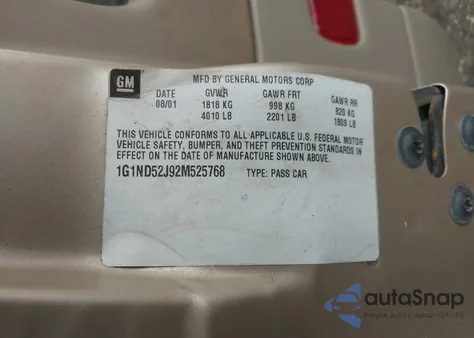 GM
MFD BY GENERAL MOTORS CORP
DATE GVWR GAWR FRT GAWR RR
08/01 1818 KG 998 KG 820 KG
4010 LB 2201 LB 1809 LB
THIS VEHICLE CONFORMS TO ALL APPLICABLE U.S. FEDERAL MOTOR
VEHICLE SAFETY, BUMPER, AND THEFT PREVENTION STANDARDS IN
EFFECT ON THE DATE OF MANUFACTURE SHOWN ABOVE.
1G1ND52J92M525768 TYPE: PASS CAR
autoSnap